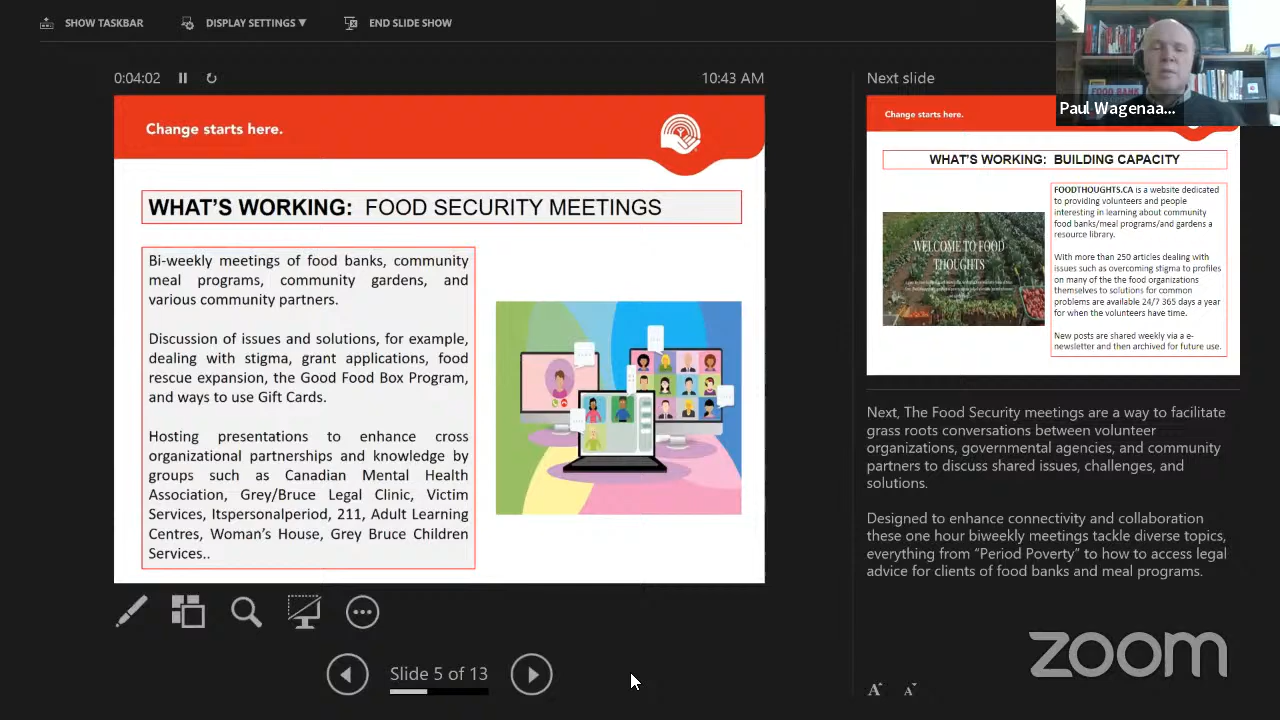 SHOW TASKBAR
DISPLAY SETTINGS ▼
END SLIDE SHOW
0:04:02
10:43 AM
Change starts here.
WHAT'S WORKING: FOOD SECURITY MEETINGS
Bi-weekly meetings of food banks, community
meal programs, community gardens, and
various community partners.
Discussion of issues and solutions, for example,
dealing with stigma, grant applications, food
rescue expansion, the Good Food Box Program,
and ways to use Gift Cards.
Hosting presentations to enhance cross
organizational partnerships and knowledge by
groups such as Canadian Mental Health
Association, Grey/Bruce Legal Clinic, Victim
Services, Itspersonalperiod, 211, Adult Learning
Centres, Woman's House, Grey Bruce Children
Services..
Slide 5 of 13
Next slide
FOOD BANK
Paul Wagenaa...
Change starts here.
WHAT'S WORKING: BUILDING CAPACITY
WELCOME TO FOOD
THOUGHTS
FOODTHOUGHTS.CA is a website dedicated
to providing volunteers and people
interesting in learning about community
food banks/meal programs/and gardens a
resource library.
With more than 250 articles dealing with
issues such as overcoming stigma to profiles
on many of the the food organizations
themselves to solutions for common
problems are available 24/7 365 days a year
for when the volunteers have time.
New posts are shared weekly via a e-
newsletter and then archived for future use.
Next, The Food Security meetings are a way to facilitate
grass roots conversations between volunteer
organizations, governmental agencies, and community
partners to discuss shared issues, challenges, and
solutions.
Designed to enhance connectivity and collaboration
these one hour biweekly meetings tackle diverse topics,
everything from "Period Poverty" to how to access legal
advice for clients of food banks and meal programs.
A A
zoom